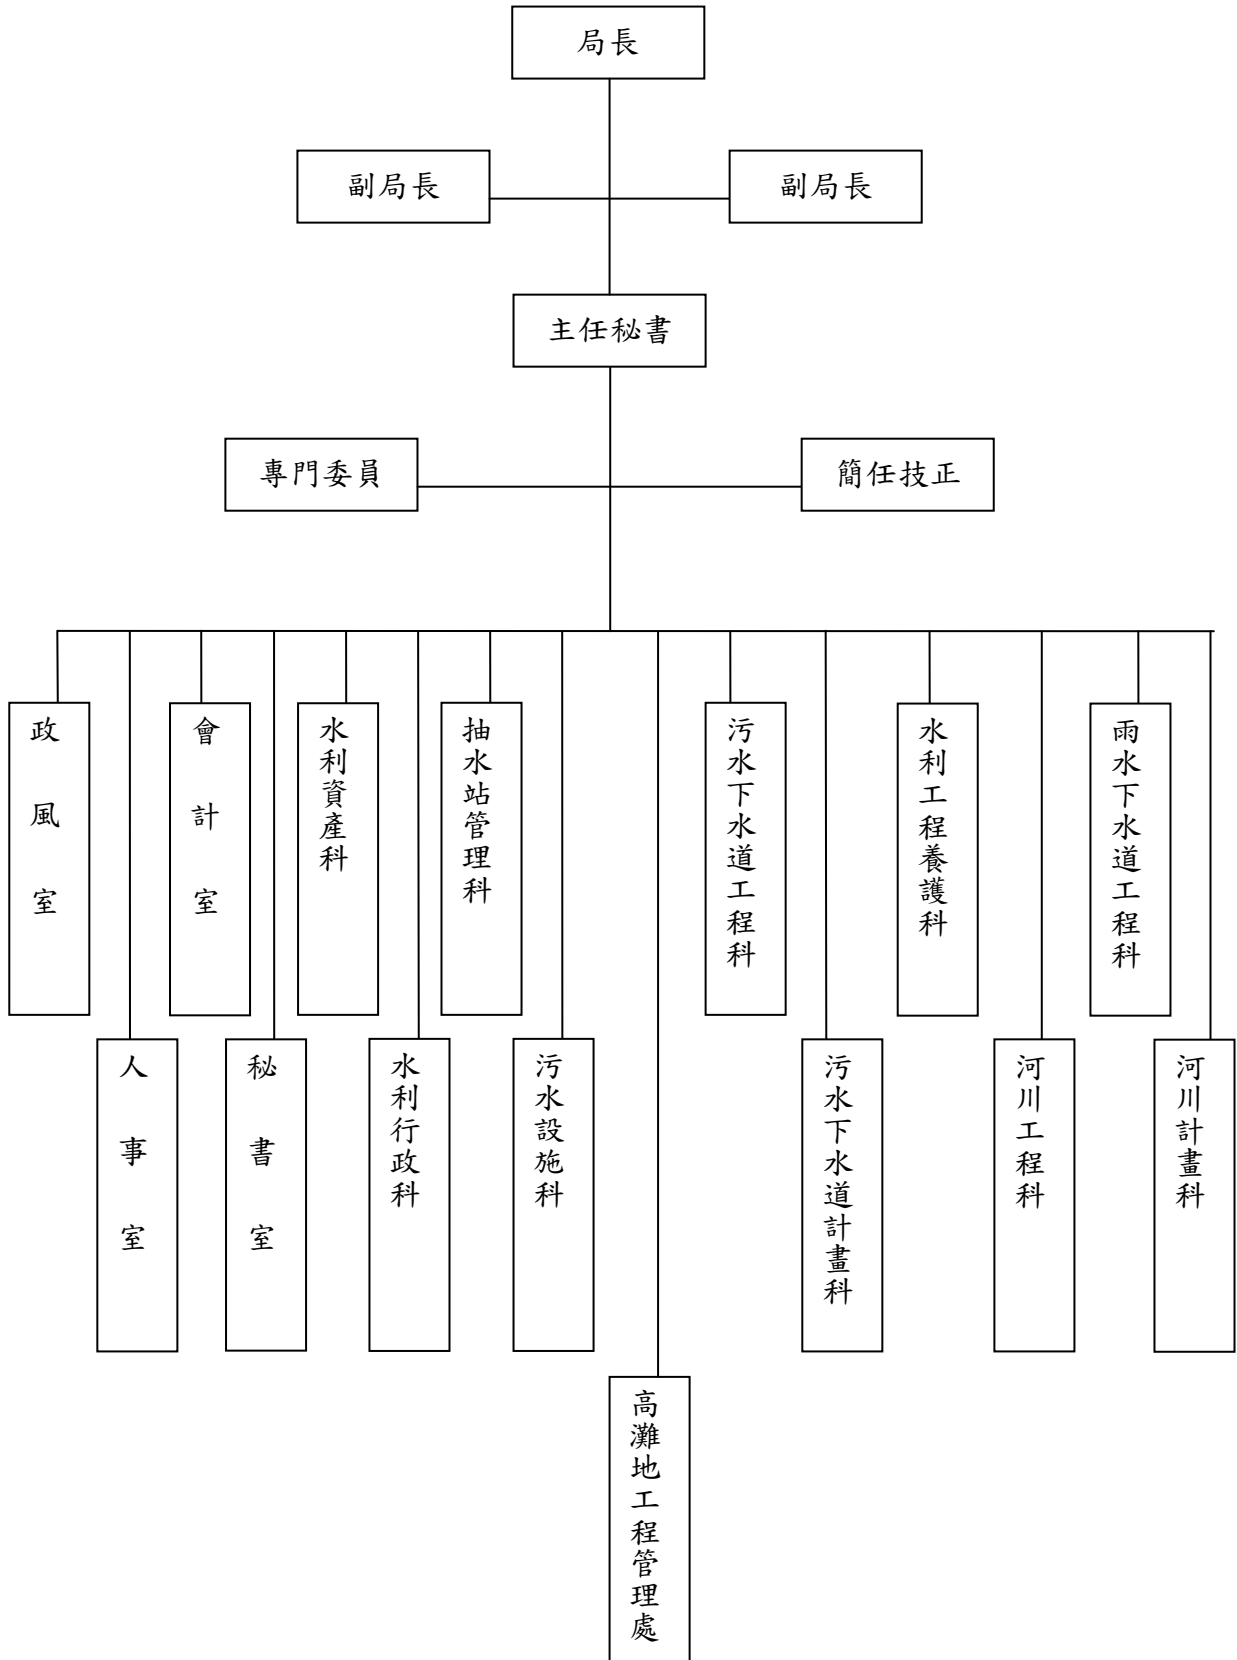 局長
副局長
副局長
主任秘書
專門委員
簡任技正
政風室
會計室
水利資產科
抽水站管理科
污水下水道工程科
水利工程養護科
雨水下水道工程科
人事室
秘書室
水利行政科
污水設施科
污水下水道計畫科
河川工程科
河川計畫科
高灘地工程管理處